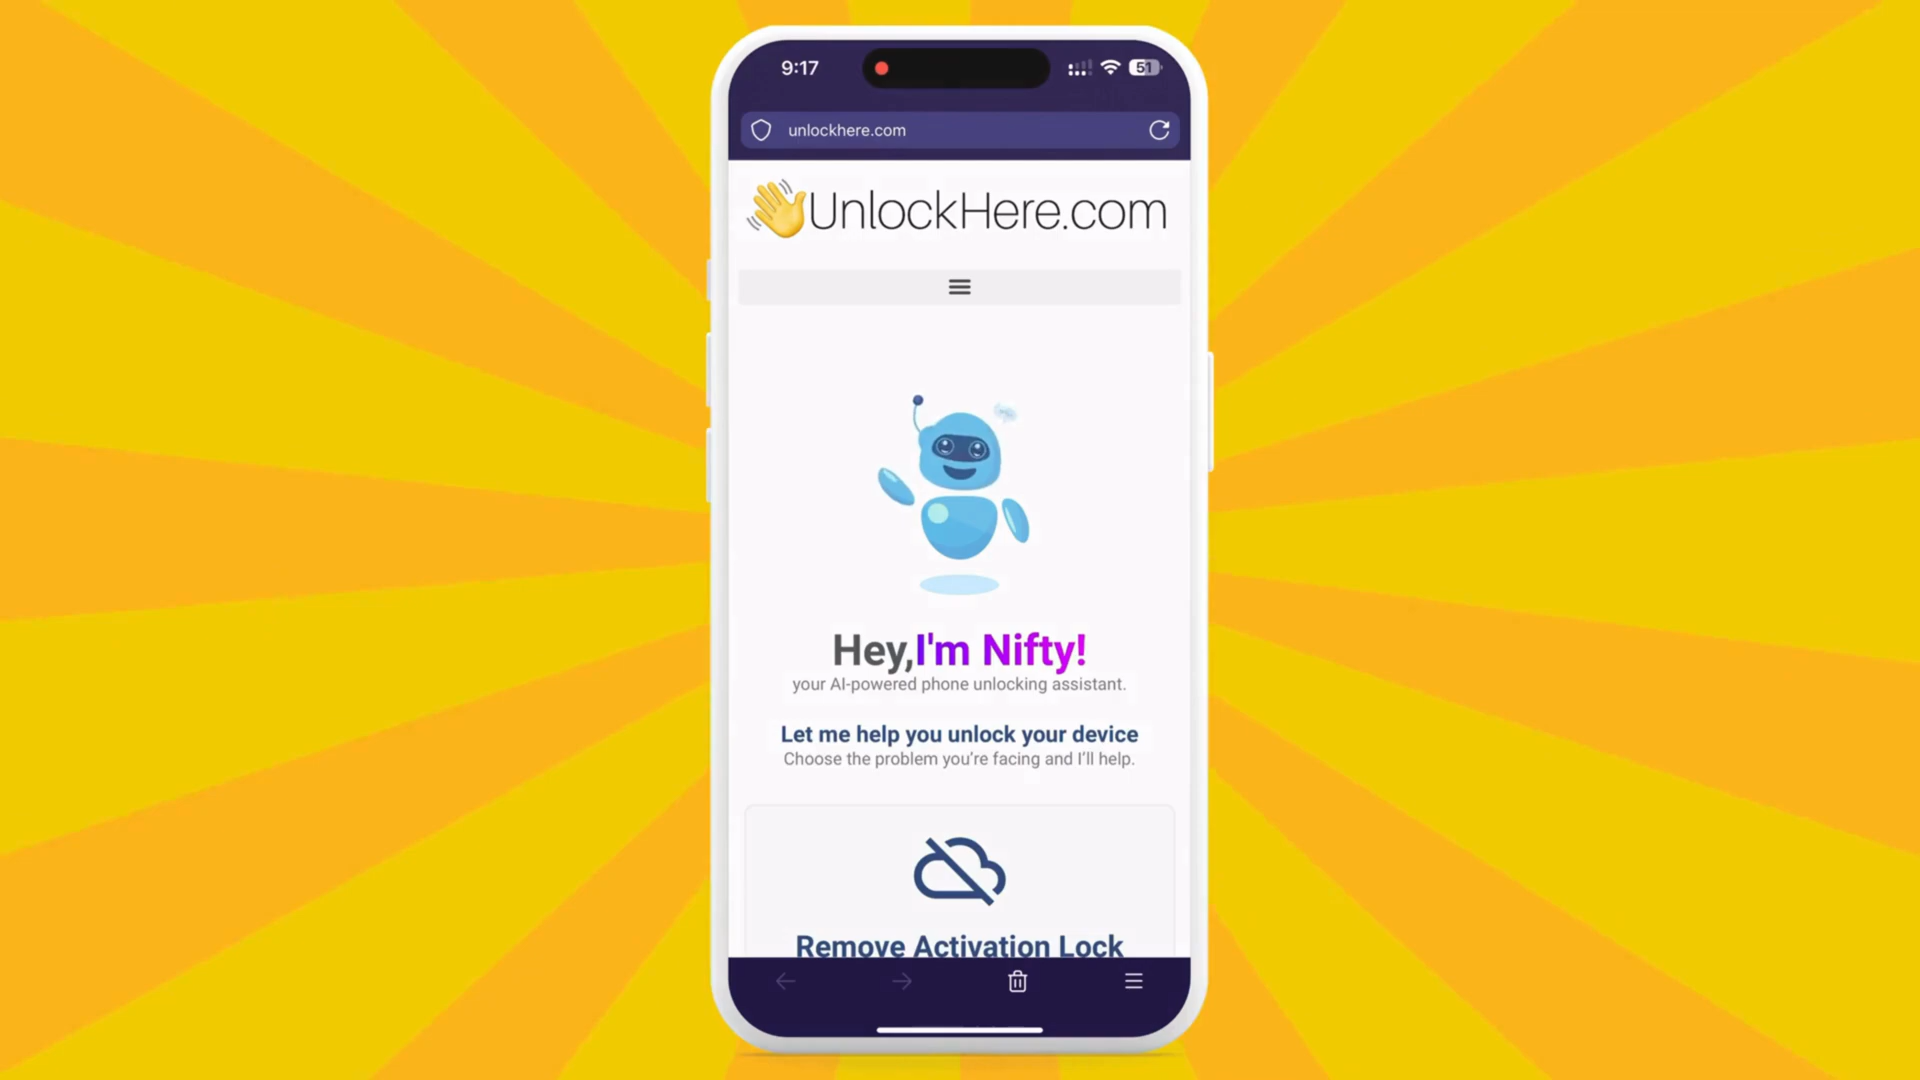 9:17
51
unlockhere.com
UnlockHere.com
Hey,I'm Nifty!
your AI-powered phone unlocking assistant.
Let me help you unlock your device
Choose the problem you're facing and I'll help.
Remove Activation Lock